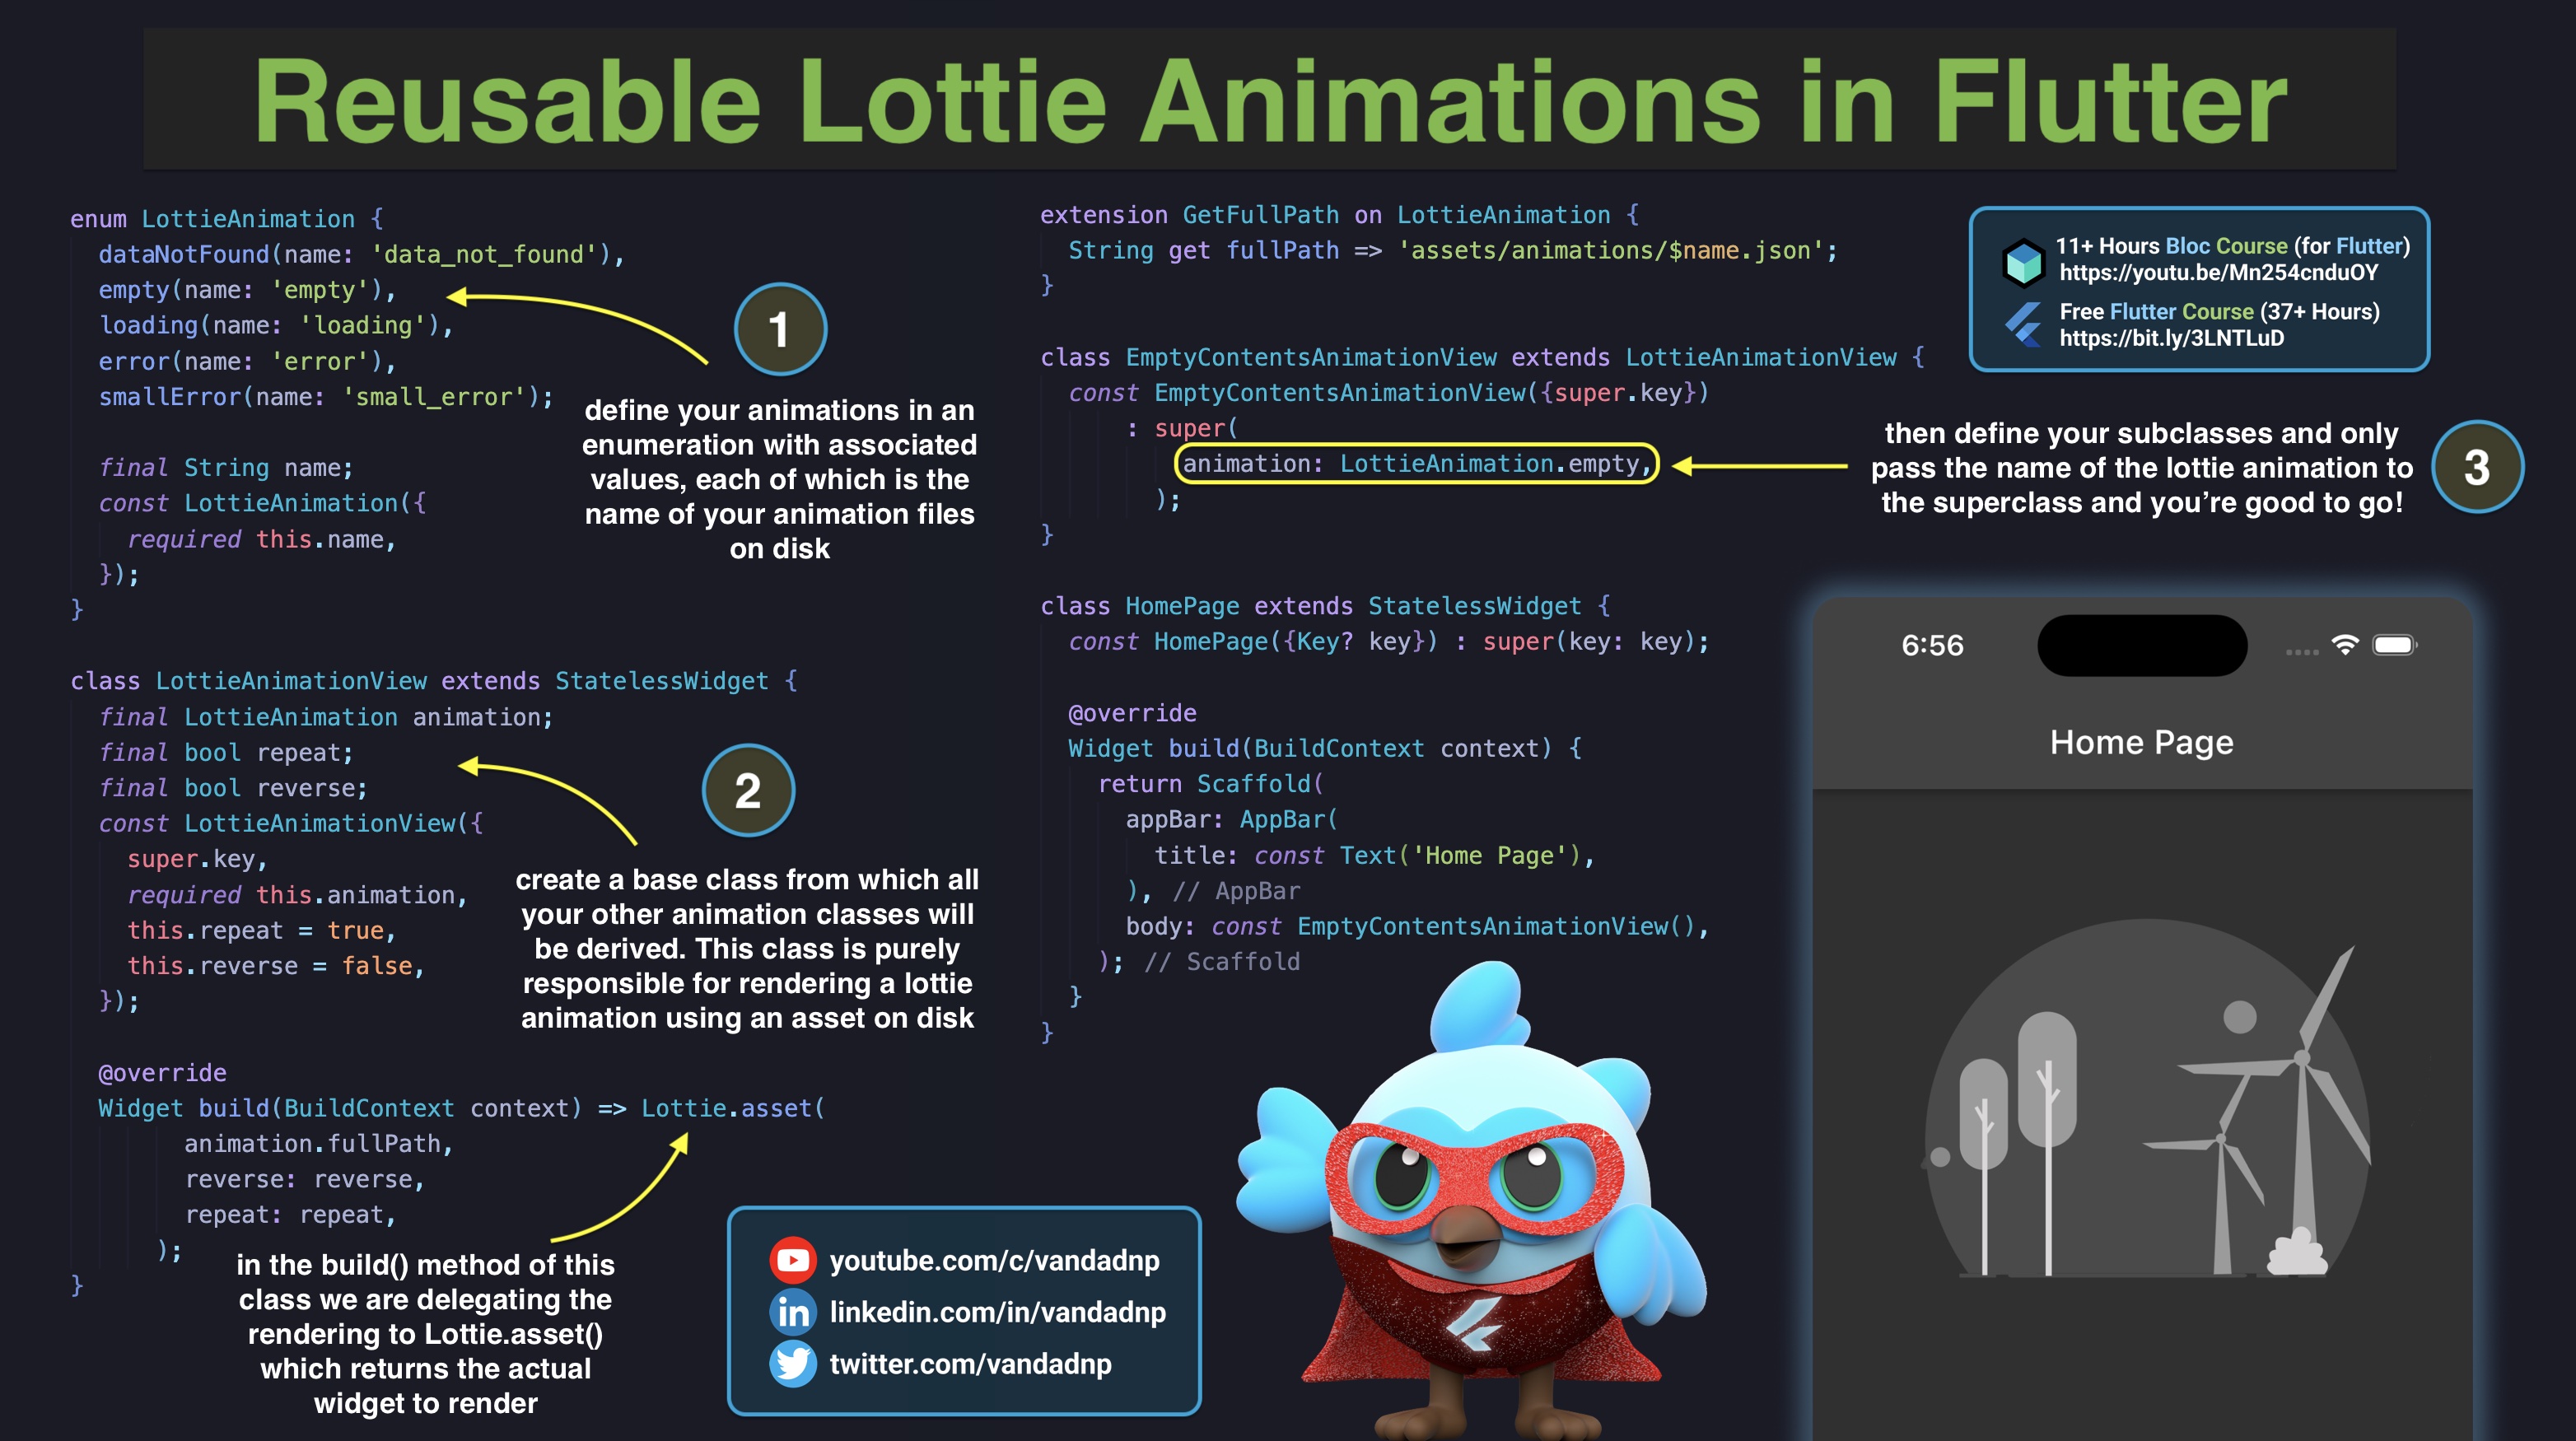 Reusable Lottie Animations in Flutter
enum LottieAnimation {
  dataNotFound(name: 'data_not_found'),
  empty(name: 'empty'),
  loading(name: 'loading'),
  error(name: 'error'),
  smallError(name: 'small_error');
  final String name;
  const LottieAnimation({
    required this.name,
  });
}
1
define your animations in an
enumeration with associated
values, each of which is the
name of your animation files
on disk
class LottieAnimationView extends StatelessWidget {
  final LottieAnimation animation;
  final bool repeat;
  final bool reverse;
  const LottieAnimationView({
    super.key,
    required this.animation,
    this.repeat = true,
    this.reverse = false,
  });
  @override
  Widget build(BuildContext context) => Lottie.asset(
        animation.fullPath,
        reverse: reverse,
        repeat: repeat,
      );
}
2
create a base class from which all
your other animation classes will
be derived. This class is purely
responsible for rendering a lottie
animation using an asset on disk
in the build() method of this
class we are delegating the
rendering to Lottie.asset()
which returns the actual
widget to render
extension GetFullPath on LottieAnimation {
  String get fullPath => 'assets/animations/$name.json';
}
class EmptyContentsAnimationView extends LottieAnimationView {
  const EmptyContentsAnimationView({super.key})
      : super(
          animation: LottieAnimation.empty,
        );
}
then define your subclasses and only
pass the name of the lottie animation to
the superclass and you’re good to go!
3
class HomePage extends StatelessWidget {
  const HomePage({Key? key}) : super(key: key);
  @override
  Widget build(BuildContext context) {
    return Scaffold(
      appBar: AppBar(
        title: const Text('Home Page'),
      ), // AppBar
      body: const EmptyContentsAnimationView(),
    ); // Scaffold
  }
}
11+ Hours Bloc Course (for Flutter)
https://youtu.be/Mn254cnduOY
Free Flutter Course (37+ Hours)
https://bit.ly/3LNTLuD
6:56
Home Page
youtube.com/c/vandadnp
in
linkedin.com/in/vandadnp
twitter.com/vandadnp